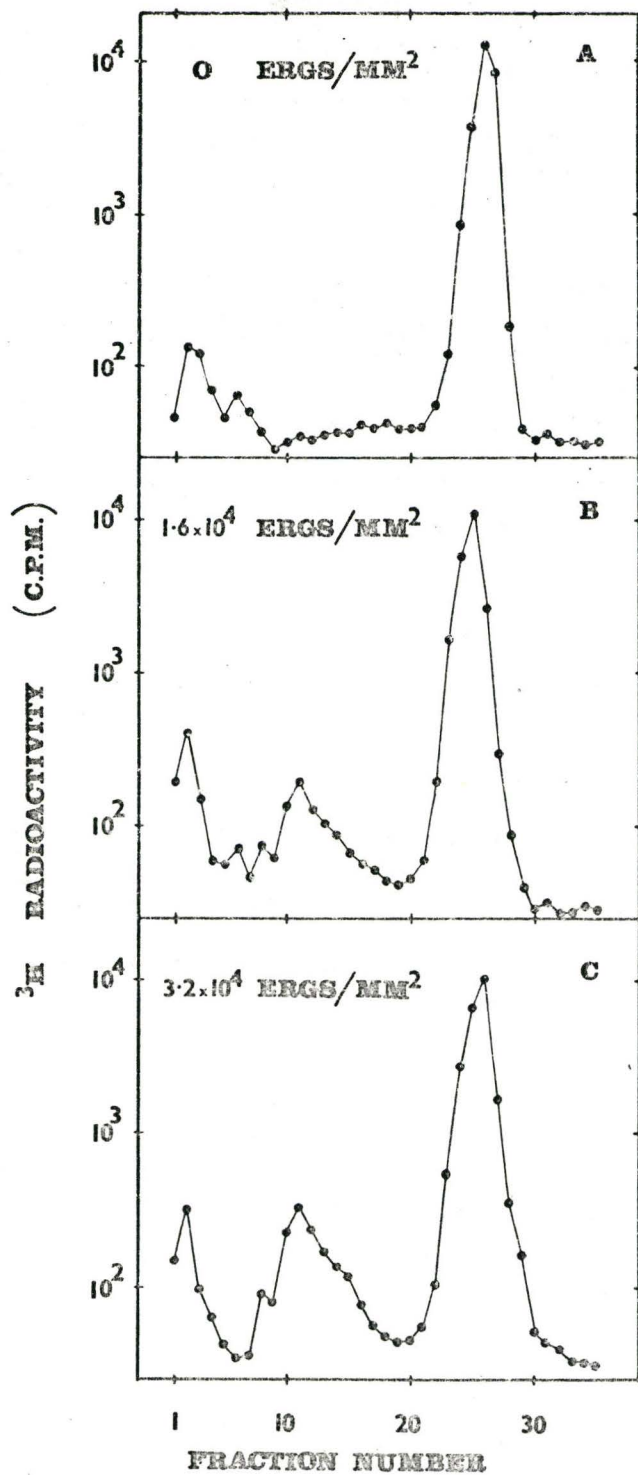 10⁴
O ERGS/MM² A
10³
10²
10⁴
1·6×10⁴ ERGS/MM² B
10³
10²
³H RADIOACTIVITY (C.P.M.)
10⁴
3·2×10⁴ ERGS/MM² C
10³
10²
1 10 20 30
FRACTION NUMBER